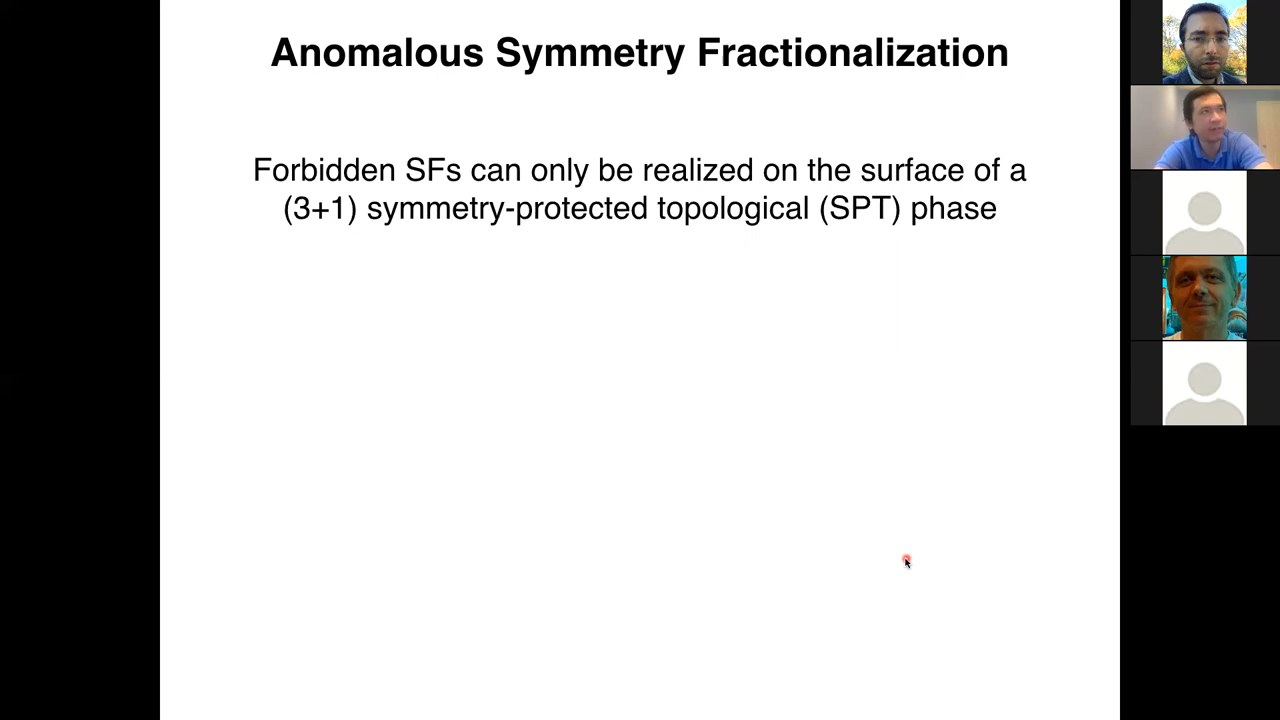 Anomalous Symmetry Fractionalization
Forbidden SFs can only be realized on the surface of a
(3+1) symmetry-protected topological (SPT) phase